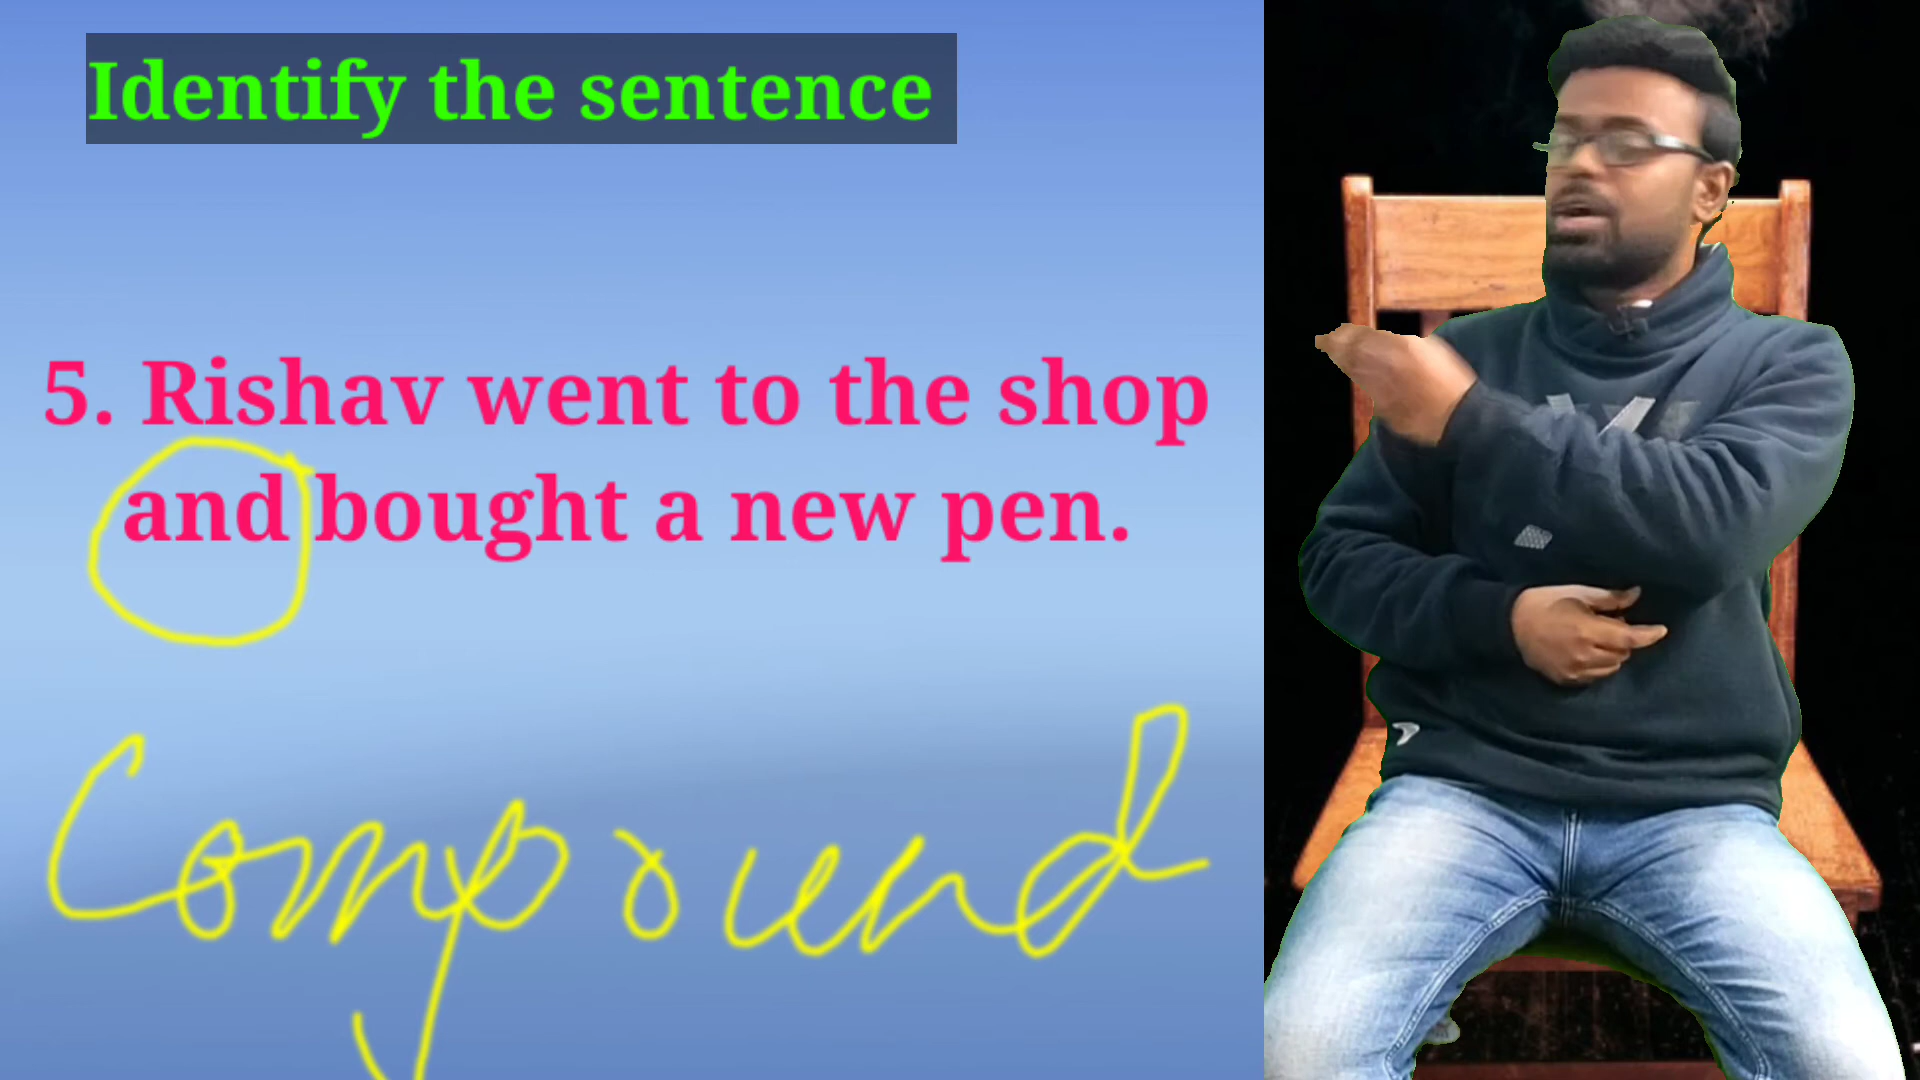 Identify the sentence
5. Rishav went to the shop
and bought a new pen.
Compound